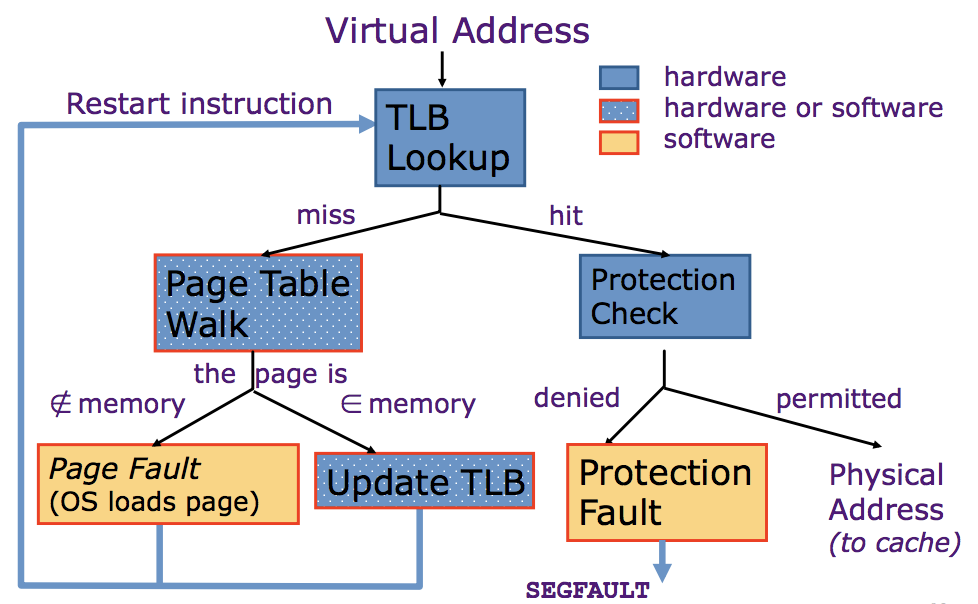 Virtual Address
hardware
hardware or software
software
Restart instruction
TLB
Lookup
miss
hit
Page Table
Walk
Protection
Check
the page is
∉ memory
∈ memory
denied
permitted
Page Fault
(OS loads page)
Update TLB
Protection
Fault
Physical
Address
(to cache)
SEGFAULT